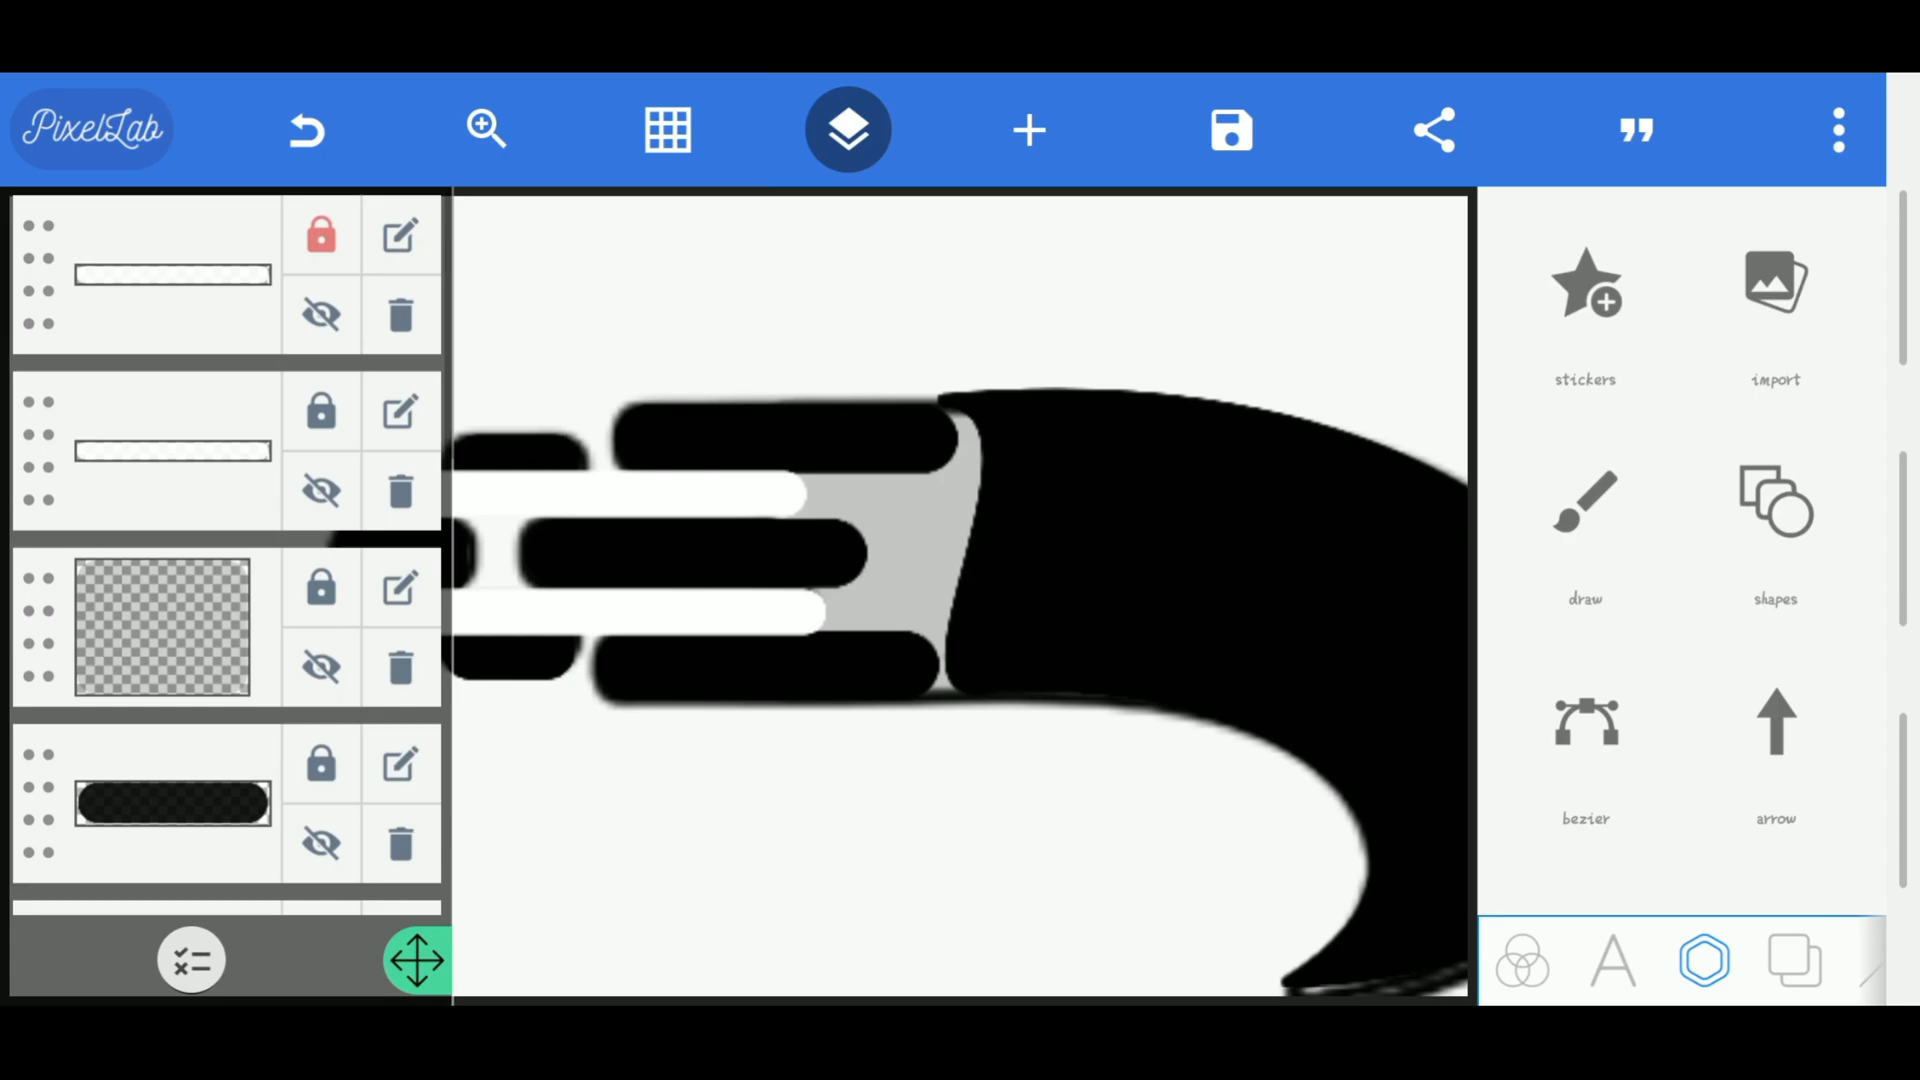 PixelLab
stickers
import
draw
shapes
bezier
arrow